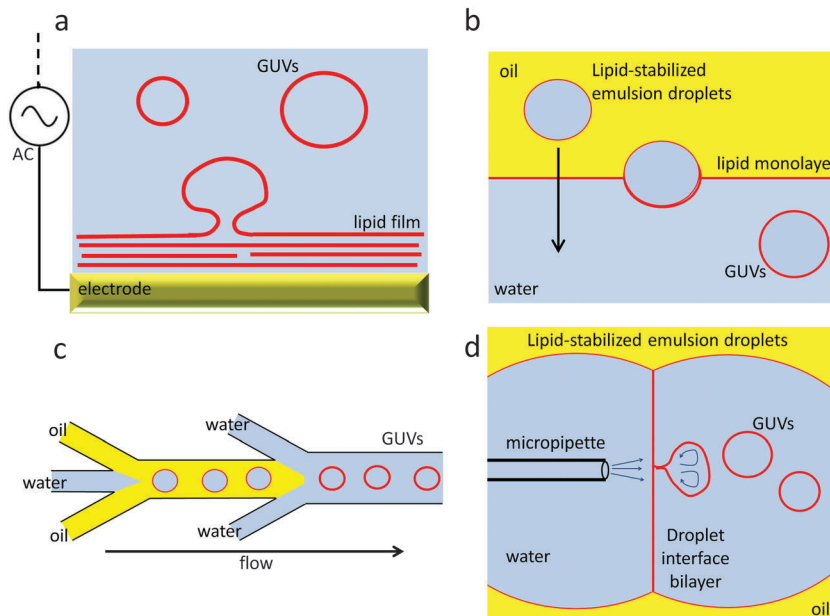 a
GUVs
AC
lipid film
electrode
b
oil
Lipid-stabilized
emulsion droplets
lipid monolaye
GUVs
water
c
oil
water
GUVs
water
oil
water
flow
d
Lipid-stabilized emulsion droplets
GUVs
micropipette
Droplet
interface
bilayer
water
oil